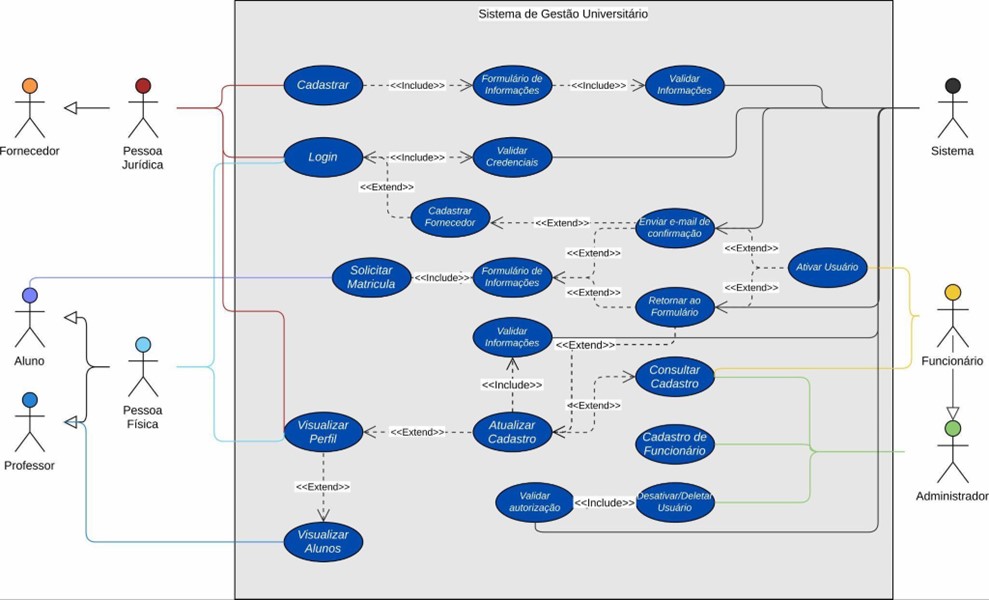 Sistema de Gestão Universitário
Cadastrar
<<Include>>
Formulário de
Informações
<<Include>>
Validar
Informações
Fornecedor
Pessoa
Jurídica
Sistema
Login
<<Include>>
Validar
Credenciais
<<Extend>>
Cadastrar
Fornecedor
<<Extend>>
Enviar e-mail de
confirmação
<<Extend>>
Ativar Usuário
<<Extend>>
Solicitar
Matricula
<<Include>>
Formulário de
Informações
<<Extend>>
<<Extend>>
Retornar ao
Formulário
Validar
Informações
<<Extend>>
Aluno
Funcionário
Pessoa
Física
<<Include>>
Consultar
Cadastro
<<Extend>>
Visualizar
Perfil
<<Extend>>
Atualizar
Cadastro
Cadastro de
Funcionário
Professor
Administrador
<<Extend>>
Validar
autorização
<<Include>>
Desativar/Deletar
Usuário
Visualizar
Alunos